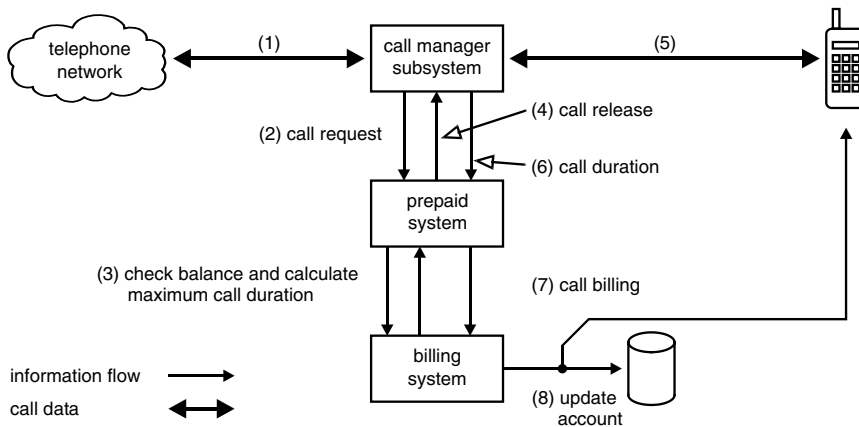 telephone
network
(1)
call manager
subsystem
(5)
(2) call request
(4) call release
(6) call duration
prepaid
system
(3) check balance and calculate
maximum call duration
(7) call billing
billing
system
(8) update
account
information flow
call data